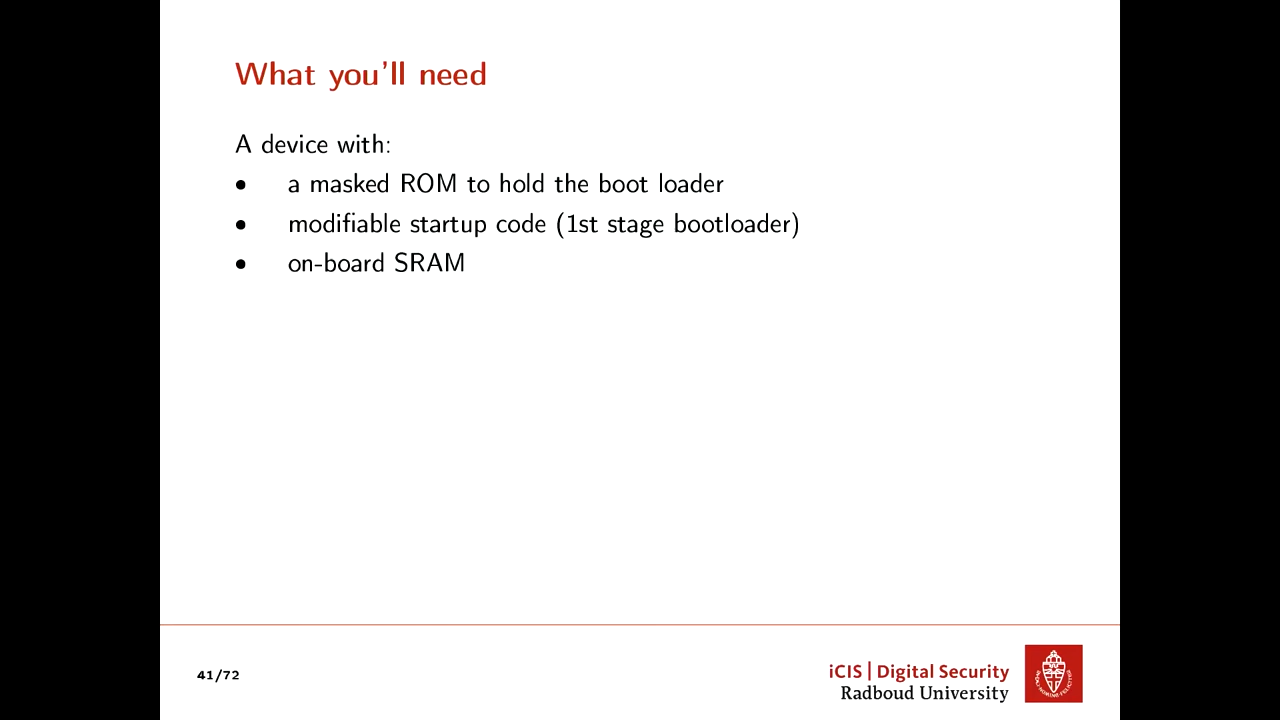 What you'll need
A device with:
• a masked ROM to hold the boot loader
• modifiable startup code (1st stage bootloader)
• on-board SRAM
41/72
iCIS | Digital Security
Radboud University